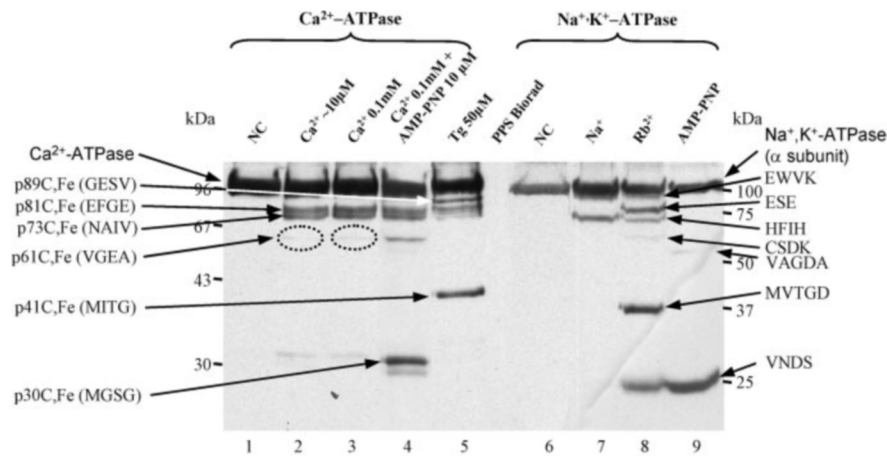 Ca²⁺–ATPase
Na⁺·K⁺–ATPase
kDa
NC
Ca²⁺ ~10μM
Ca²⁺ 0.1mM
Ca²⁺ 0.1mM +
AMP-PNP 10 μM
Tg 50μM
PPS Biorad
NC
Na⁺
Rb²⁺
AMP-PNP
kDa
Ca²⁺-ATPase
p89C,Fe (GESV)
p81C,Fe (EFGE)
p73C,Fe (NAIV)
p61C,Fe (VGEA)
p41C,Fe (MITG)
p30C,Fe (MGSG)
96
67
43
30
Na⁺,K⁺-ATPase
(α subunit)
EWVK
100
ESE
75
HFIH
CSDK
50
VAGDA
MVTGD
37
VNDS
25
1 2 3 4 5 6 7 8 9